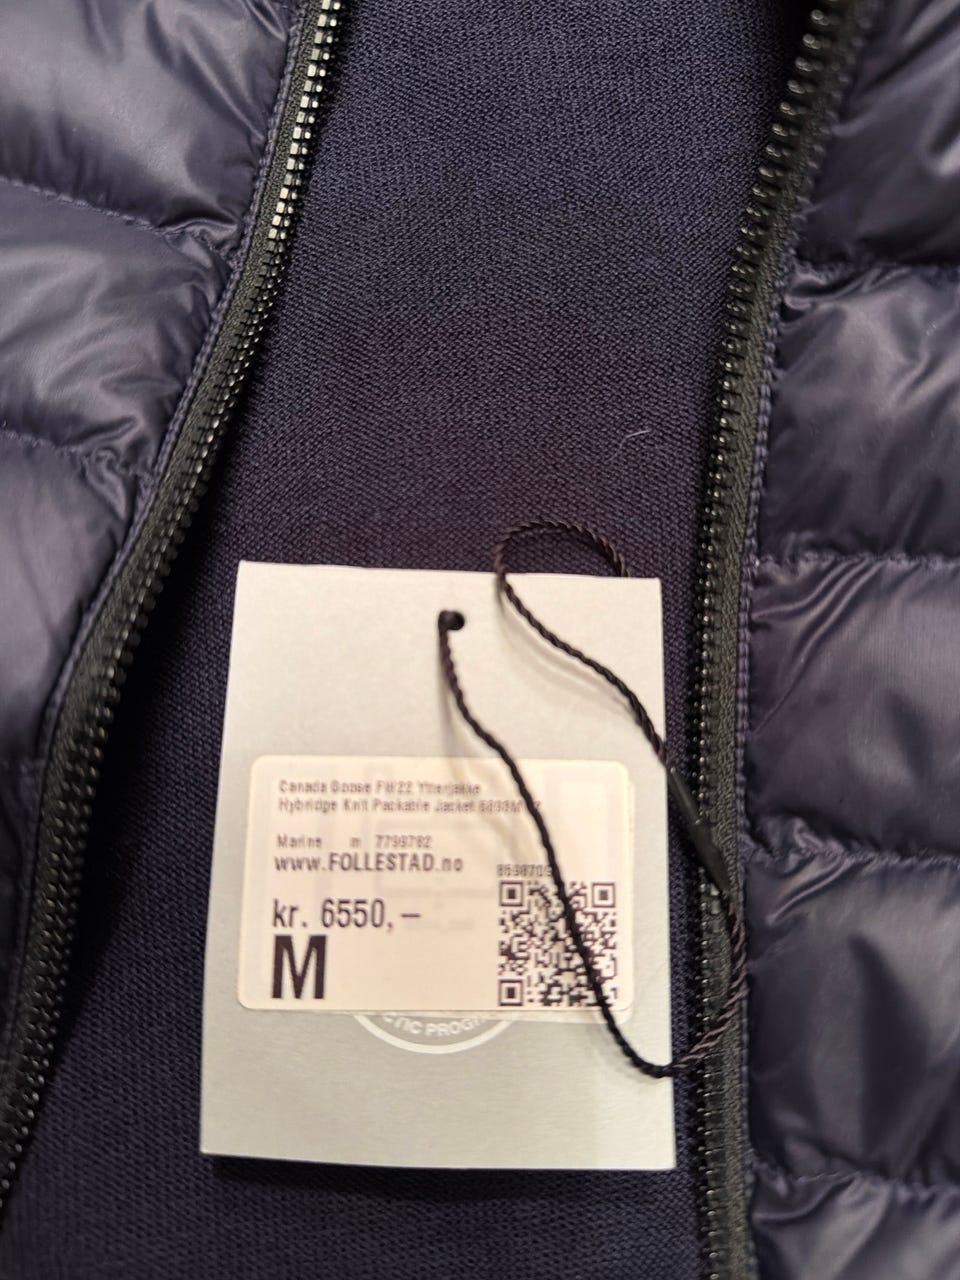 Canada Goose FW22 Ytterjakke
Hybridge Knit Packable Jacket
Marine m 7799782
www.FOLLESTAD.no
kr. 6550,–
M